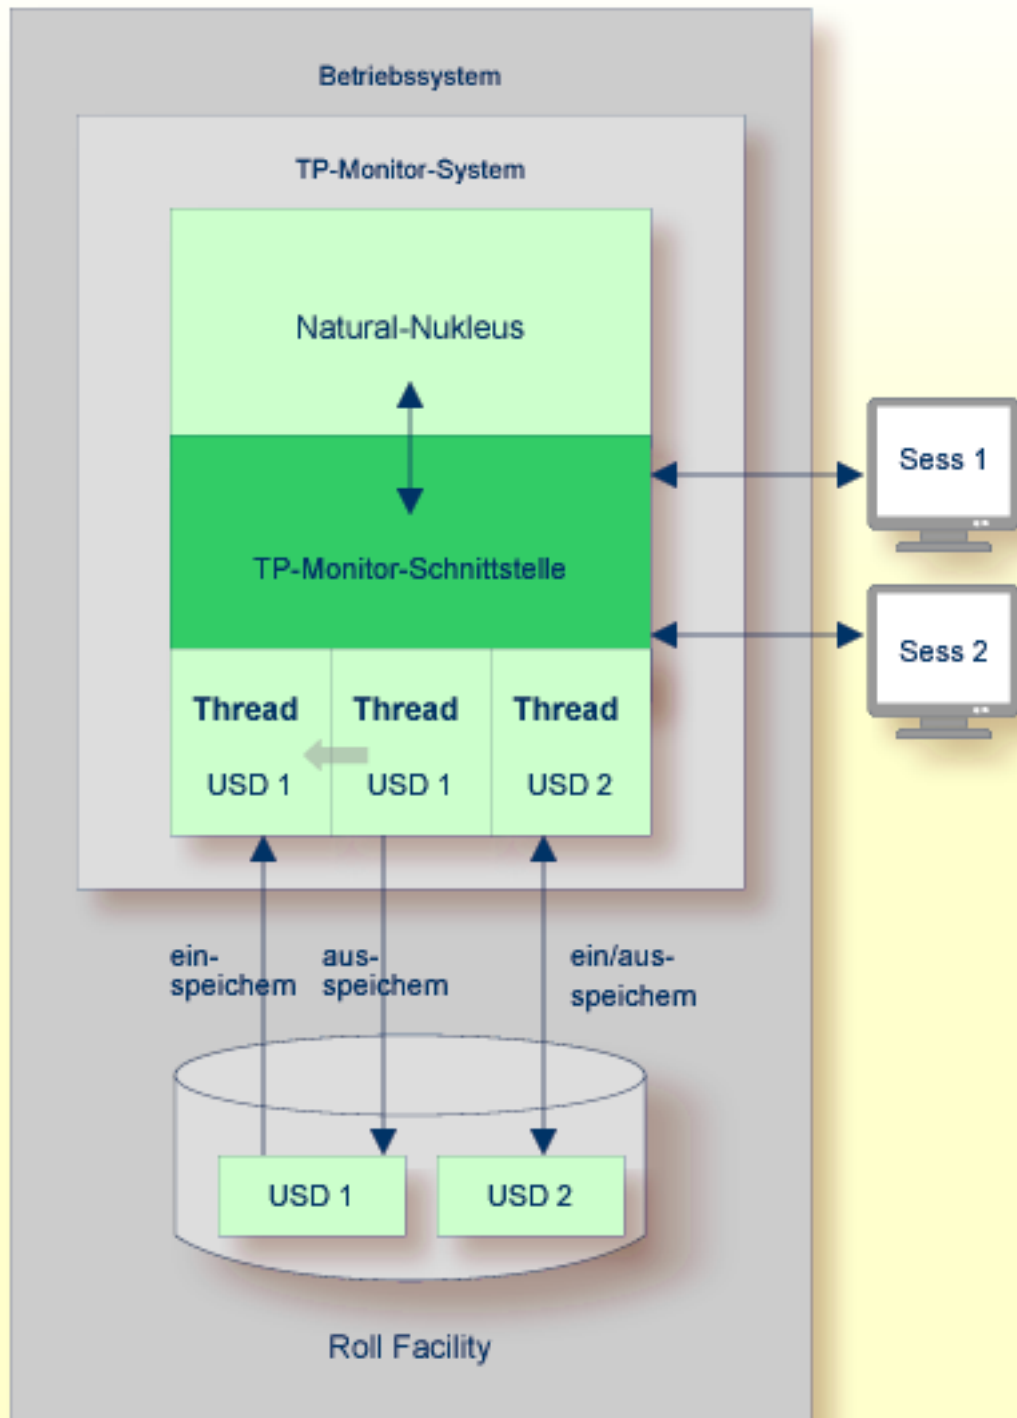 Betriebssystem
TP-Monitor-System
Natural-Nukleus
TP-Monitor-Schnittstelle
Sess 1
Sess 2
Thread
USD 1
Thread
USD 1
Thread
USD 2
ein-
speichern
aus-
speichern
ein/aus-
speichern
USD 1
USD 2
Roll Facility